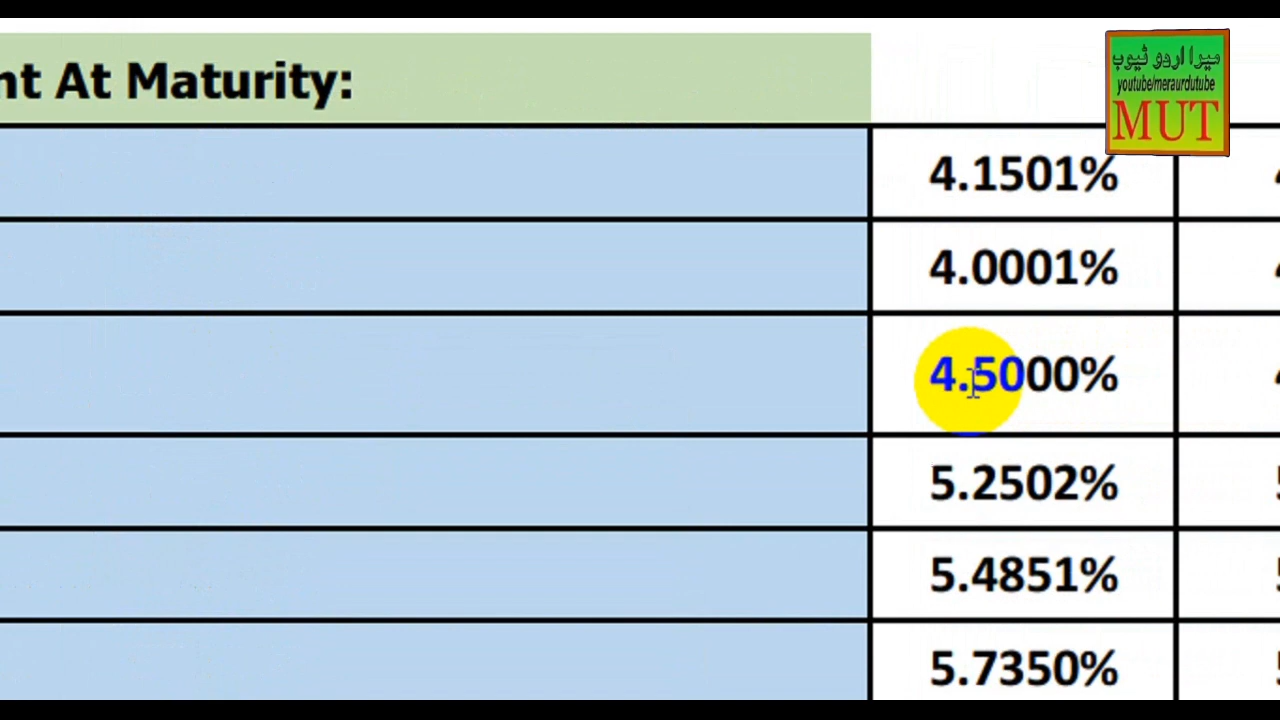 At Maturity:
میرا اردو ٹیوب
youtube/meraurdutube
MUT
4.1501%
4.0001%
4.5000%
5.2502%
5.4851%
5.7350%